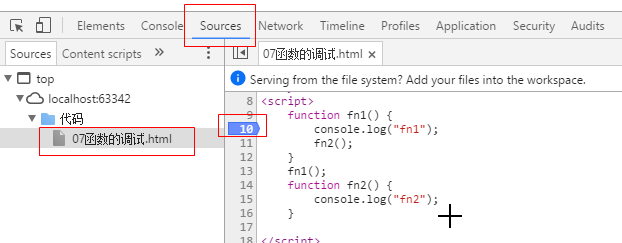 Elements Console Sources Network Timeline Profiles Application Security Audits
Sources Content scripts »
07函数的调试.html ×
top
Serving from the file system? Add your files into the workspace.
localhost:63342
代码
07函数的调试.html
8 <script>
9 function fn1() {
10 console.log("fn1");
11 fn2();
12 }
13 fn1();
14 function fn2() {
15 console.log("fn2");
16 }
17
18 </script>